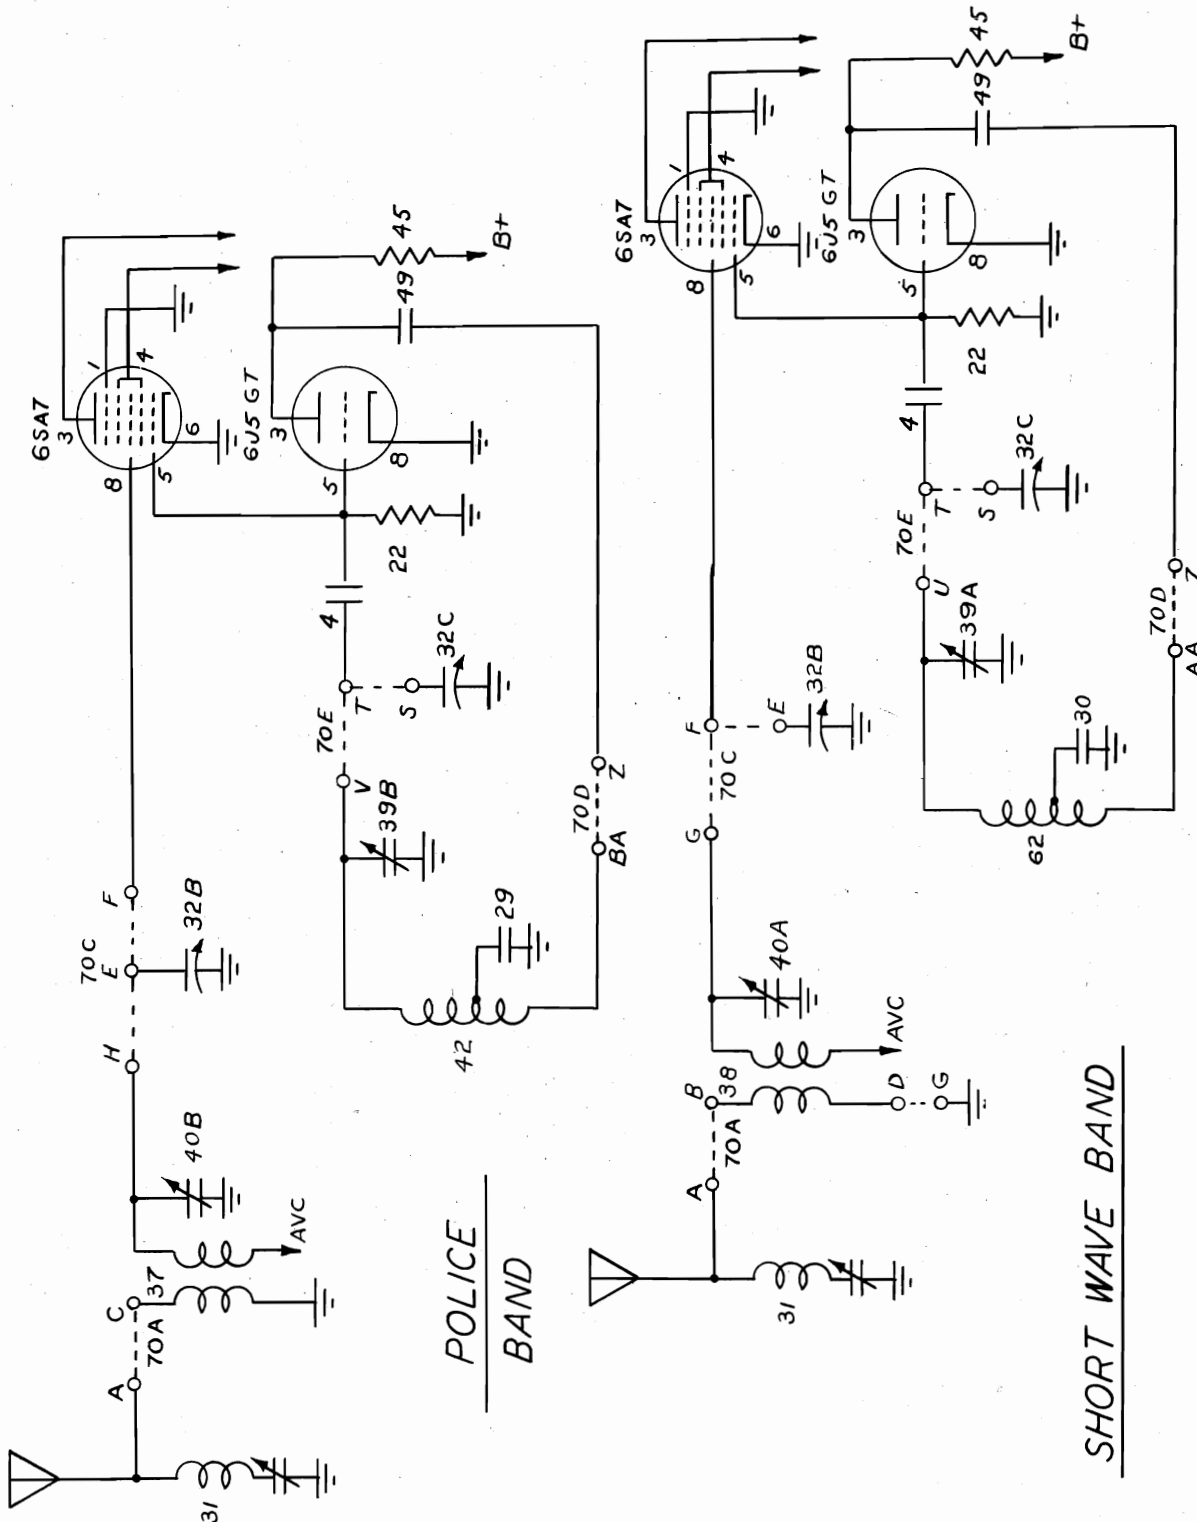 6SA7
3
1
4
8
5
6
6J5 GT
3
5
8
45
49
B+
22
4
32C
T
S
70E
V
39B
42
29
70D
BA
Z
70C
F
E
H
32B
40B
AVC
37
C
70A
A
31
POLICE
BAND
6SA7
3
1
4
8
5
6
6J5 GT
3
5
8
45
49
B+
22
4
32C
T
S
70E
U
39A
62
30
70D
AA
Z
F
E
70C
G
32B
40A
AVC
B
38
D
G
70A
A
31
SHORT WAVE BAND